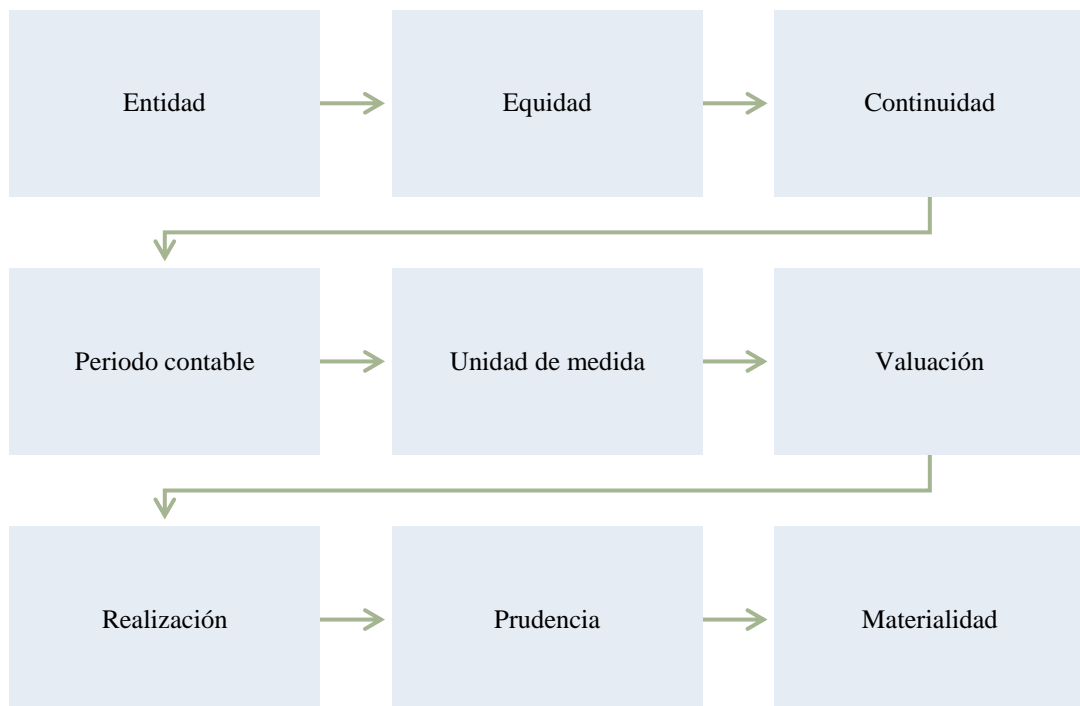 Entidad
Equidad
Continuidad
Periodo contable
Unidad de medida
Valuación
Realización
Prudencia
Materialidad